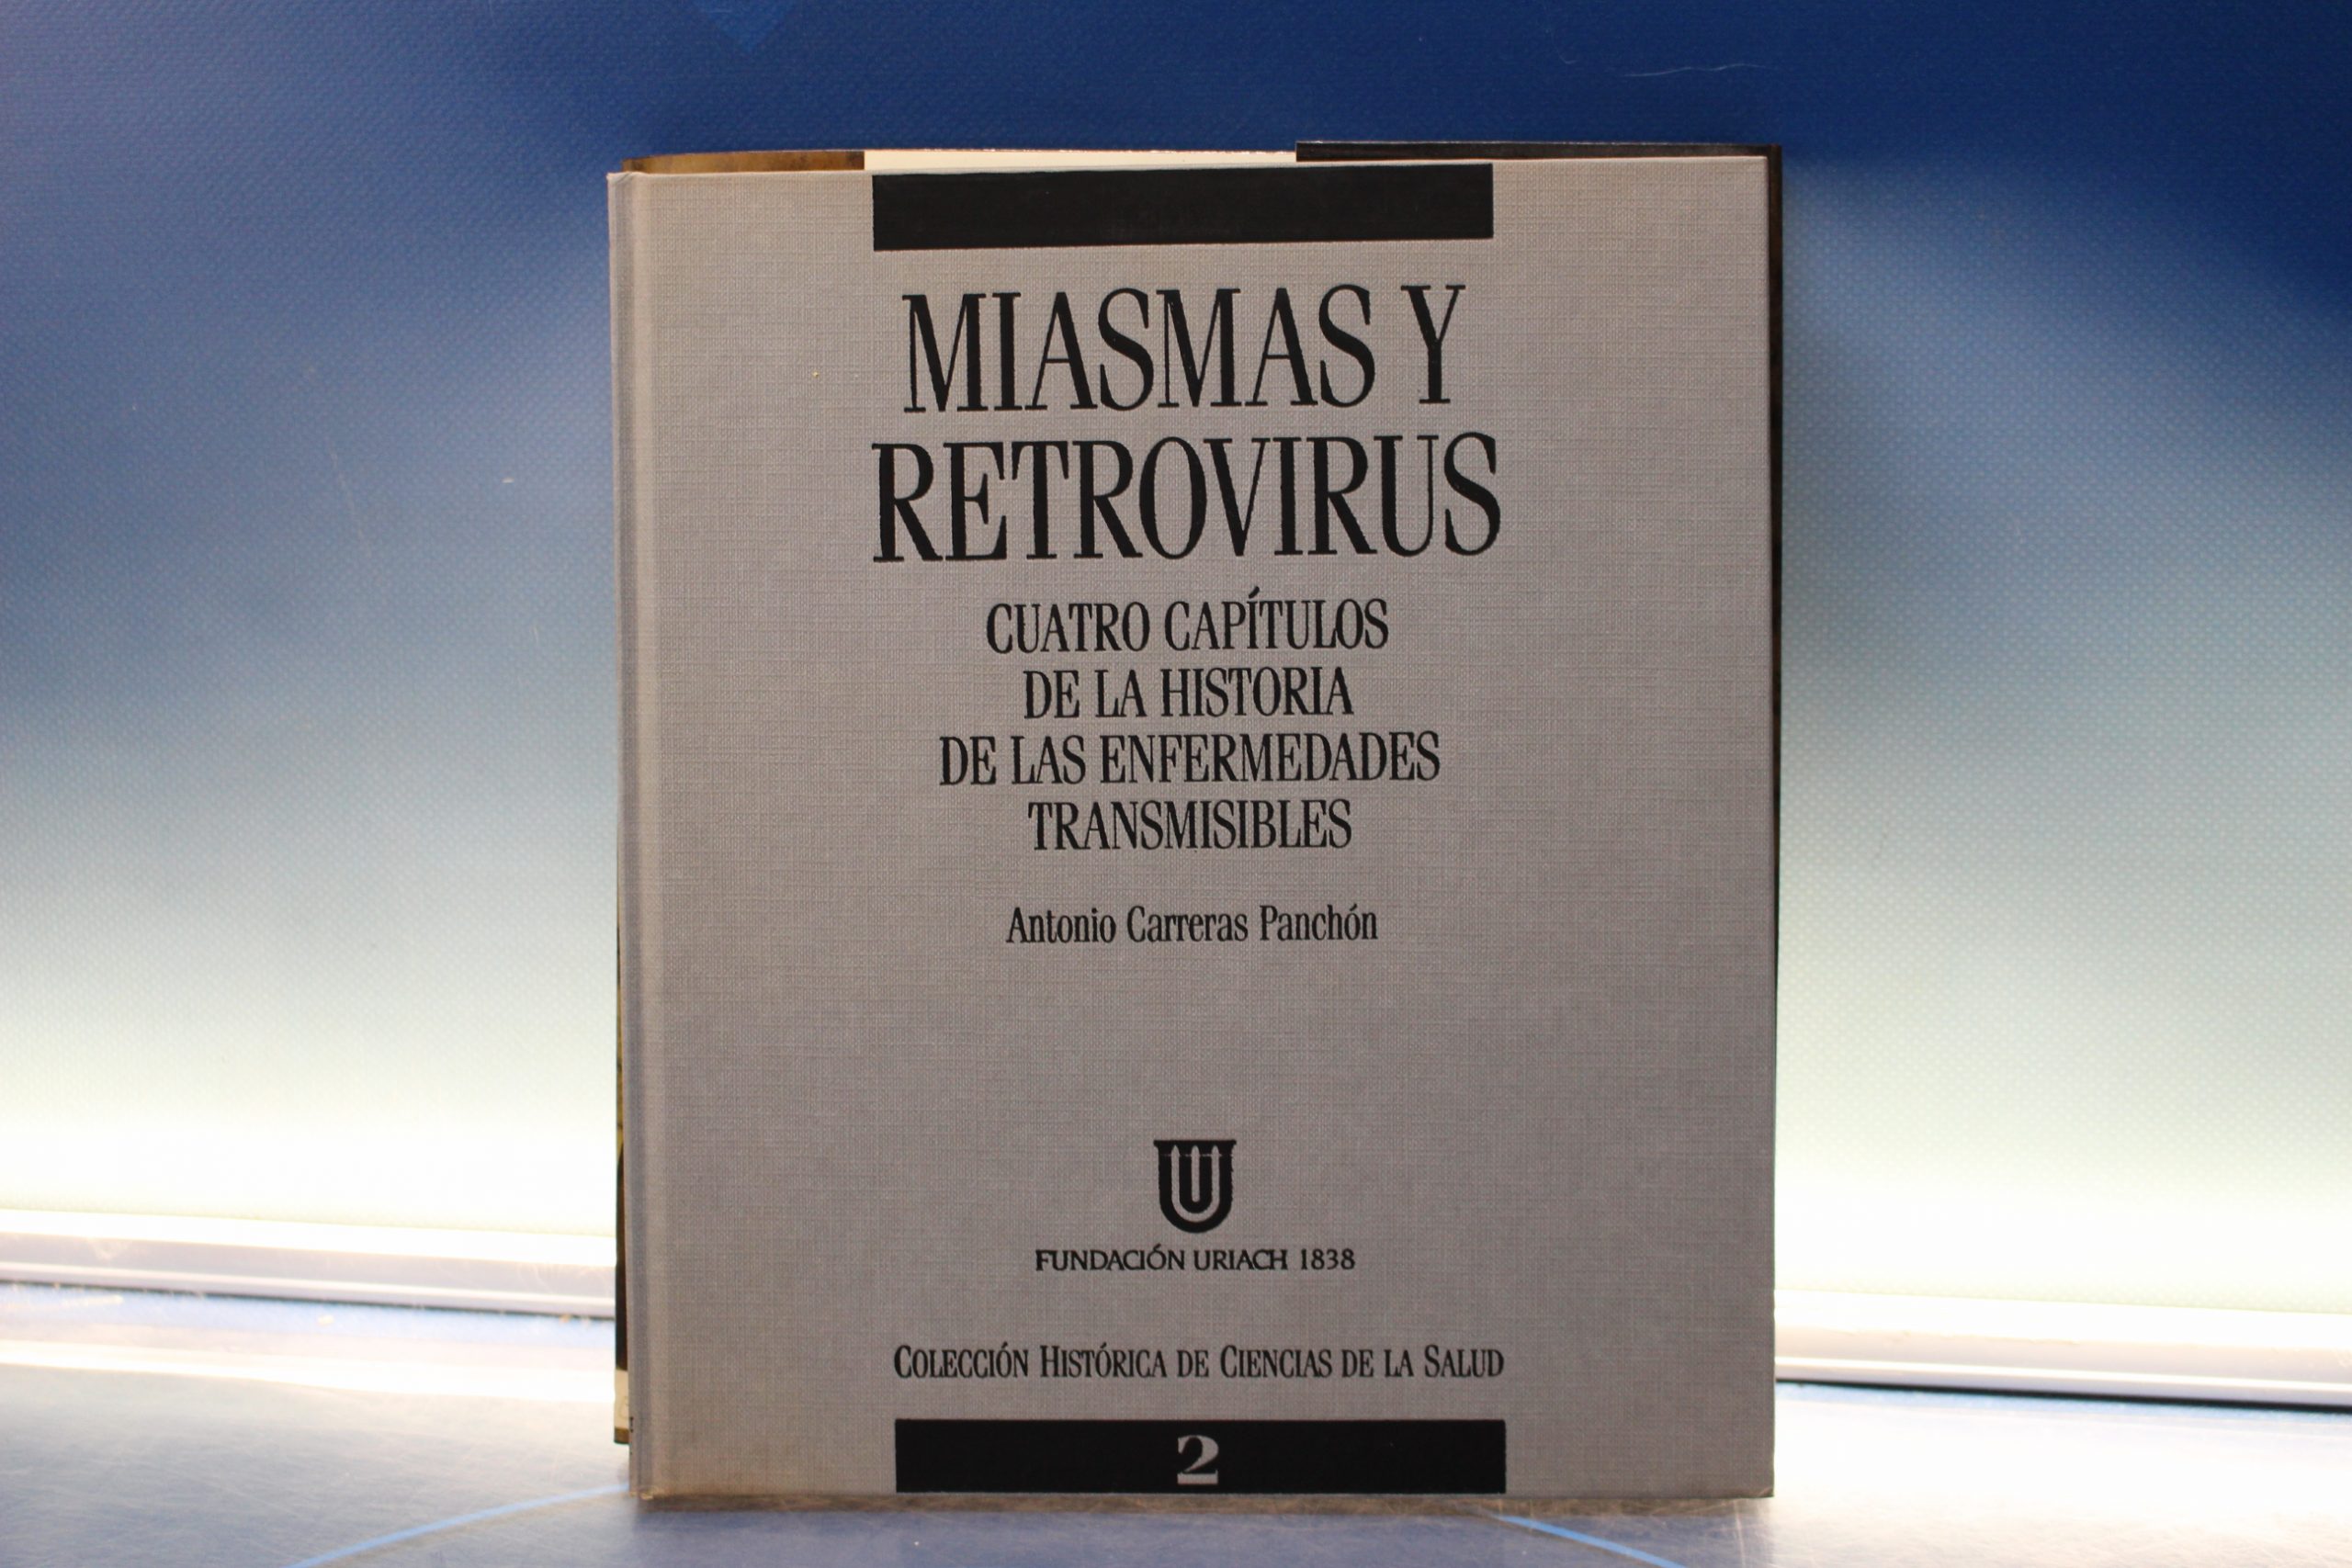 MIASMAS Y
RETROVIRUS
CUATRO CAPÍTULOS
DE LA HISTORIA
DE LAS ENFERMEDADES
TRANSMISIBLES
Antonio Carreras Panchón
FUNDACIÓN URIACH 1838
COLECCIÓN HISTÓRICA DE CIENCIAS DE LA SALUD
2